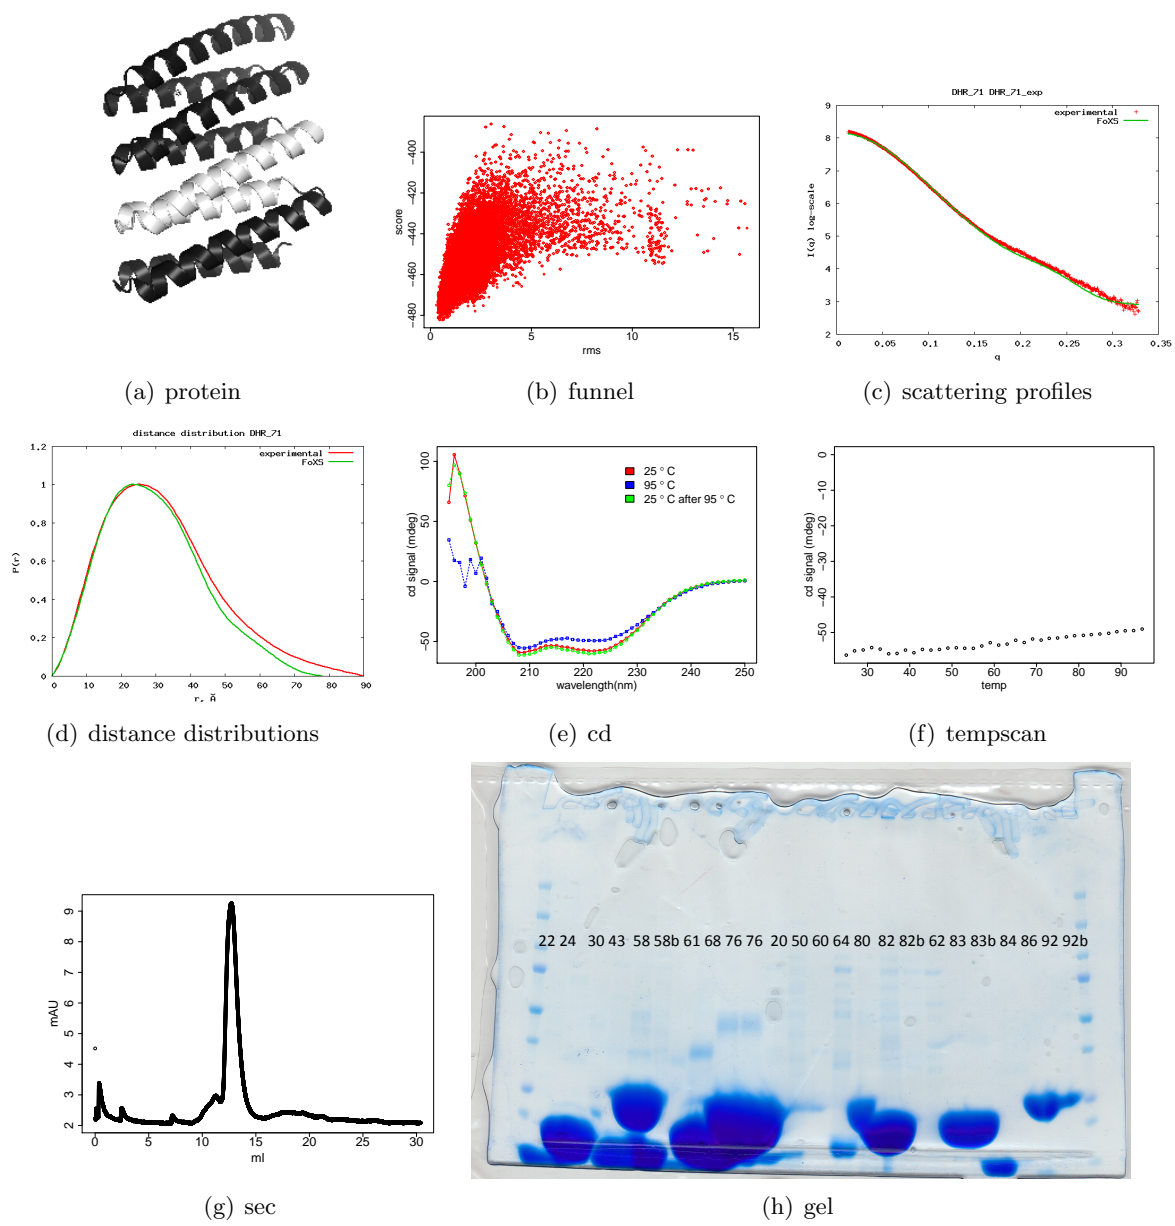 (a) protein
score
-400
-420
-440
-460
-480
0 5 10 15
rms
(b) funnel
DHR_71 DHR_71_exp
experimental
FoXS
I(q) log-scale
9
8
7
6
5
4
3
2
0 0.05 0.1 0.15 0.2 0.25 0.3 0.35
q
(c) scattering profiles
distance distribution DHR_71
experimental
FoXS
P(r)
1.2
1
0.8
0.6
0.4
0.2
0
0 10 20 30 40 50 60 70 80 90
r, Å
(d) distance distributions
cd signal (mdeg)
100
50
0
-50
25 ° C
95 ° C
25 ° C after 95 ° C
200 210 220 230 240 250
wavelength(nm)
(e) cd
cd signal (mdeg)
0
-10
-20
-30
-40
-50
30 40 50 60 70 80 90
temp
(f) tempscan
mAU
9
8
7
6
5
4
3
2
0 5 10 15 20 25 30
ml
(g) sec
22 24 30 43 58 58b 61 68 76 76 20 50 60 64 80 82 82b 62 83 83b 84 86 92 92b
(h) gel